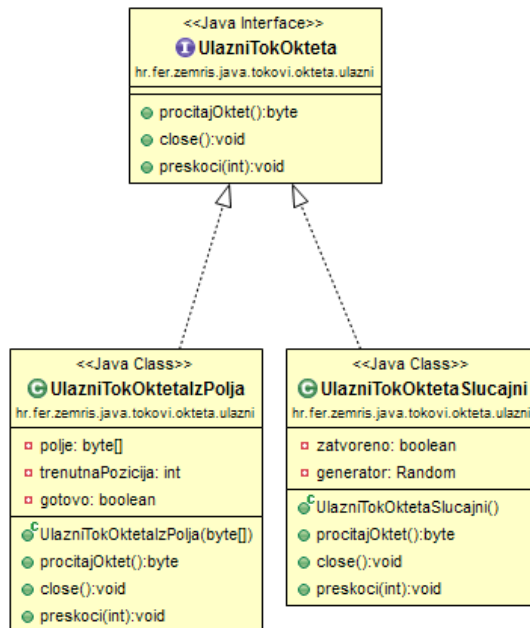 <<Java Interface>>
I UlazniTokOkteta
hr.fer.zemris.java.tokovi.okteta.ulazni
procitajOktet():byte
close():void
preskoci(int):void
<<Java Class>>
C UlazniTokOktetaIzPolja
hr.fer.zemris.java.tokovi.okteta.ulazni
polje: byte[]
trenutnaPozicija: int
gotovo: boolean
C UlazniTokOktetaIzPolja(byte[])
procitajOktet():byte
close():void
preskoci(int):void
<<Java Class>>
C UlazniTokOktetaSlucajni
hr.fer.zemris.java.tokovi.okteta.ulazni
zatvoreno: boolean
generator: Random
C UlazniTokOktetaSlucajni()
procitajOktet():byte
close():void
preskoci(int):void